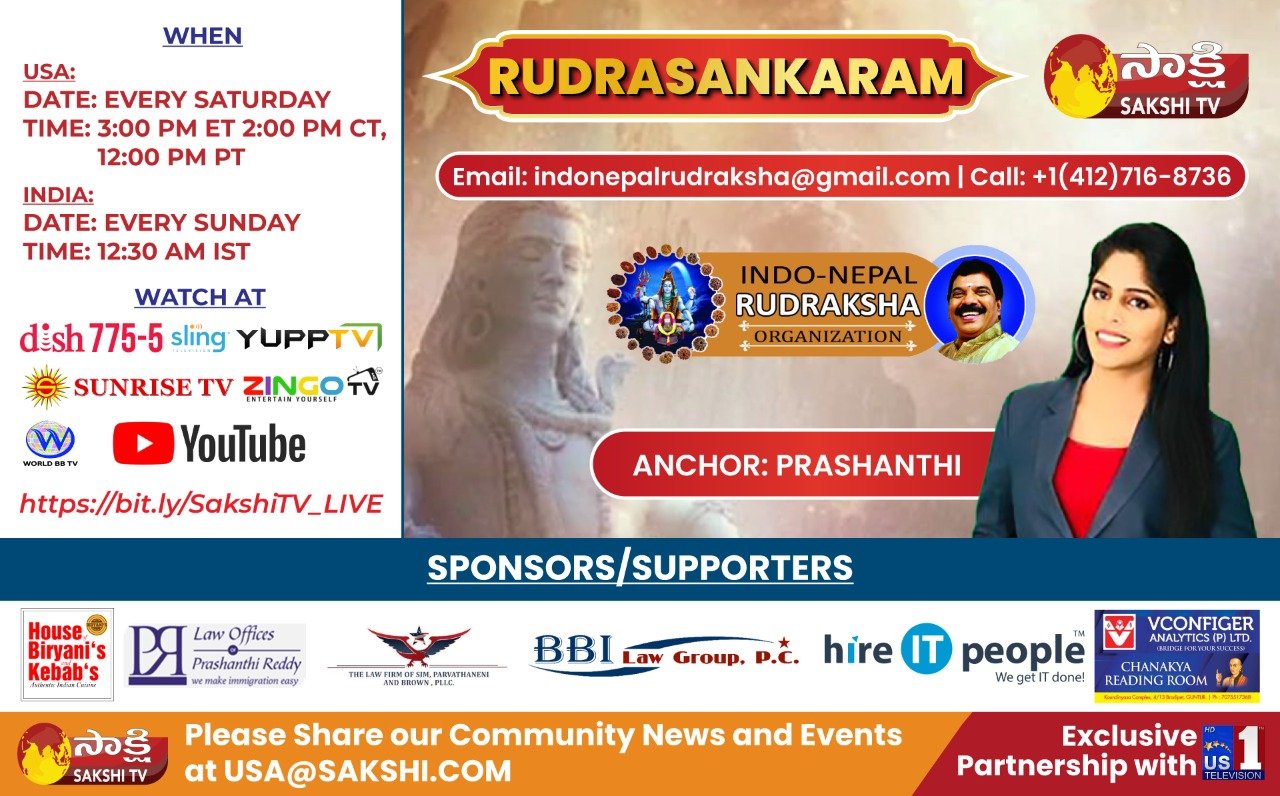 WHEN
USA:
DATE: EVERY SATURDAY
TIME: 3:00 PM ET 2:00 PM CT,
12:00 PM PT
INDIA:
DATE: EVERY SUNDAY
TIME: 12:30 AM IST
WATCH AT
dish 775-5 sling TELEVISION YUPPTV
SUNRISE TV ZINGO TV
ENTERTAIN YOURSELF
W
WORLD BB TV
YouTube
https://bit.ly/SakshiTV_LIVE
RUDRASANKARAM
సాక్షి
SAKSHI TV
Email: indonepalrudraksha@gmail.com | Call: +1(412)716-8736
INDO-NEPAL
RUDRAKSHA
ORGANIZATION
ANCHOR: PRASHANTHI
SPONSORS/SUPPORTERS
House of
Biryani's
and
Kebab's
Authentic Indian Cuisine
PR
Law Offices
of
Prashanthi Reddy
we make immigration easy
THE LAW FIRM OF SIM, PARVATHANENI
AND BROWN , PLLC.
BBI Law Group, P.C.
hire IT people™
We get IT done!
VCONFIGER
ANALYTICS (P) LTD.
(BRIDGE FOR YOUR SUCCESS)
CHANAKYA
READING ROOM
సాక్షి
SAKSHI TV
Please Share our Community News and Events
at USA@SAKSHI.COM
Exclusive
Partnership with
HD
US 1
TELEVISION